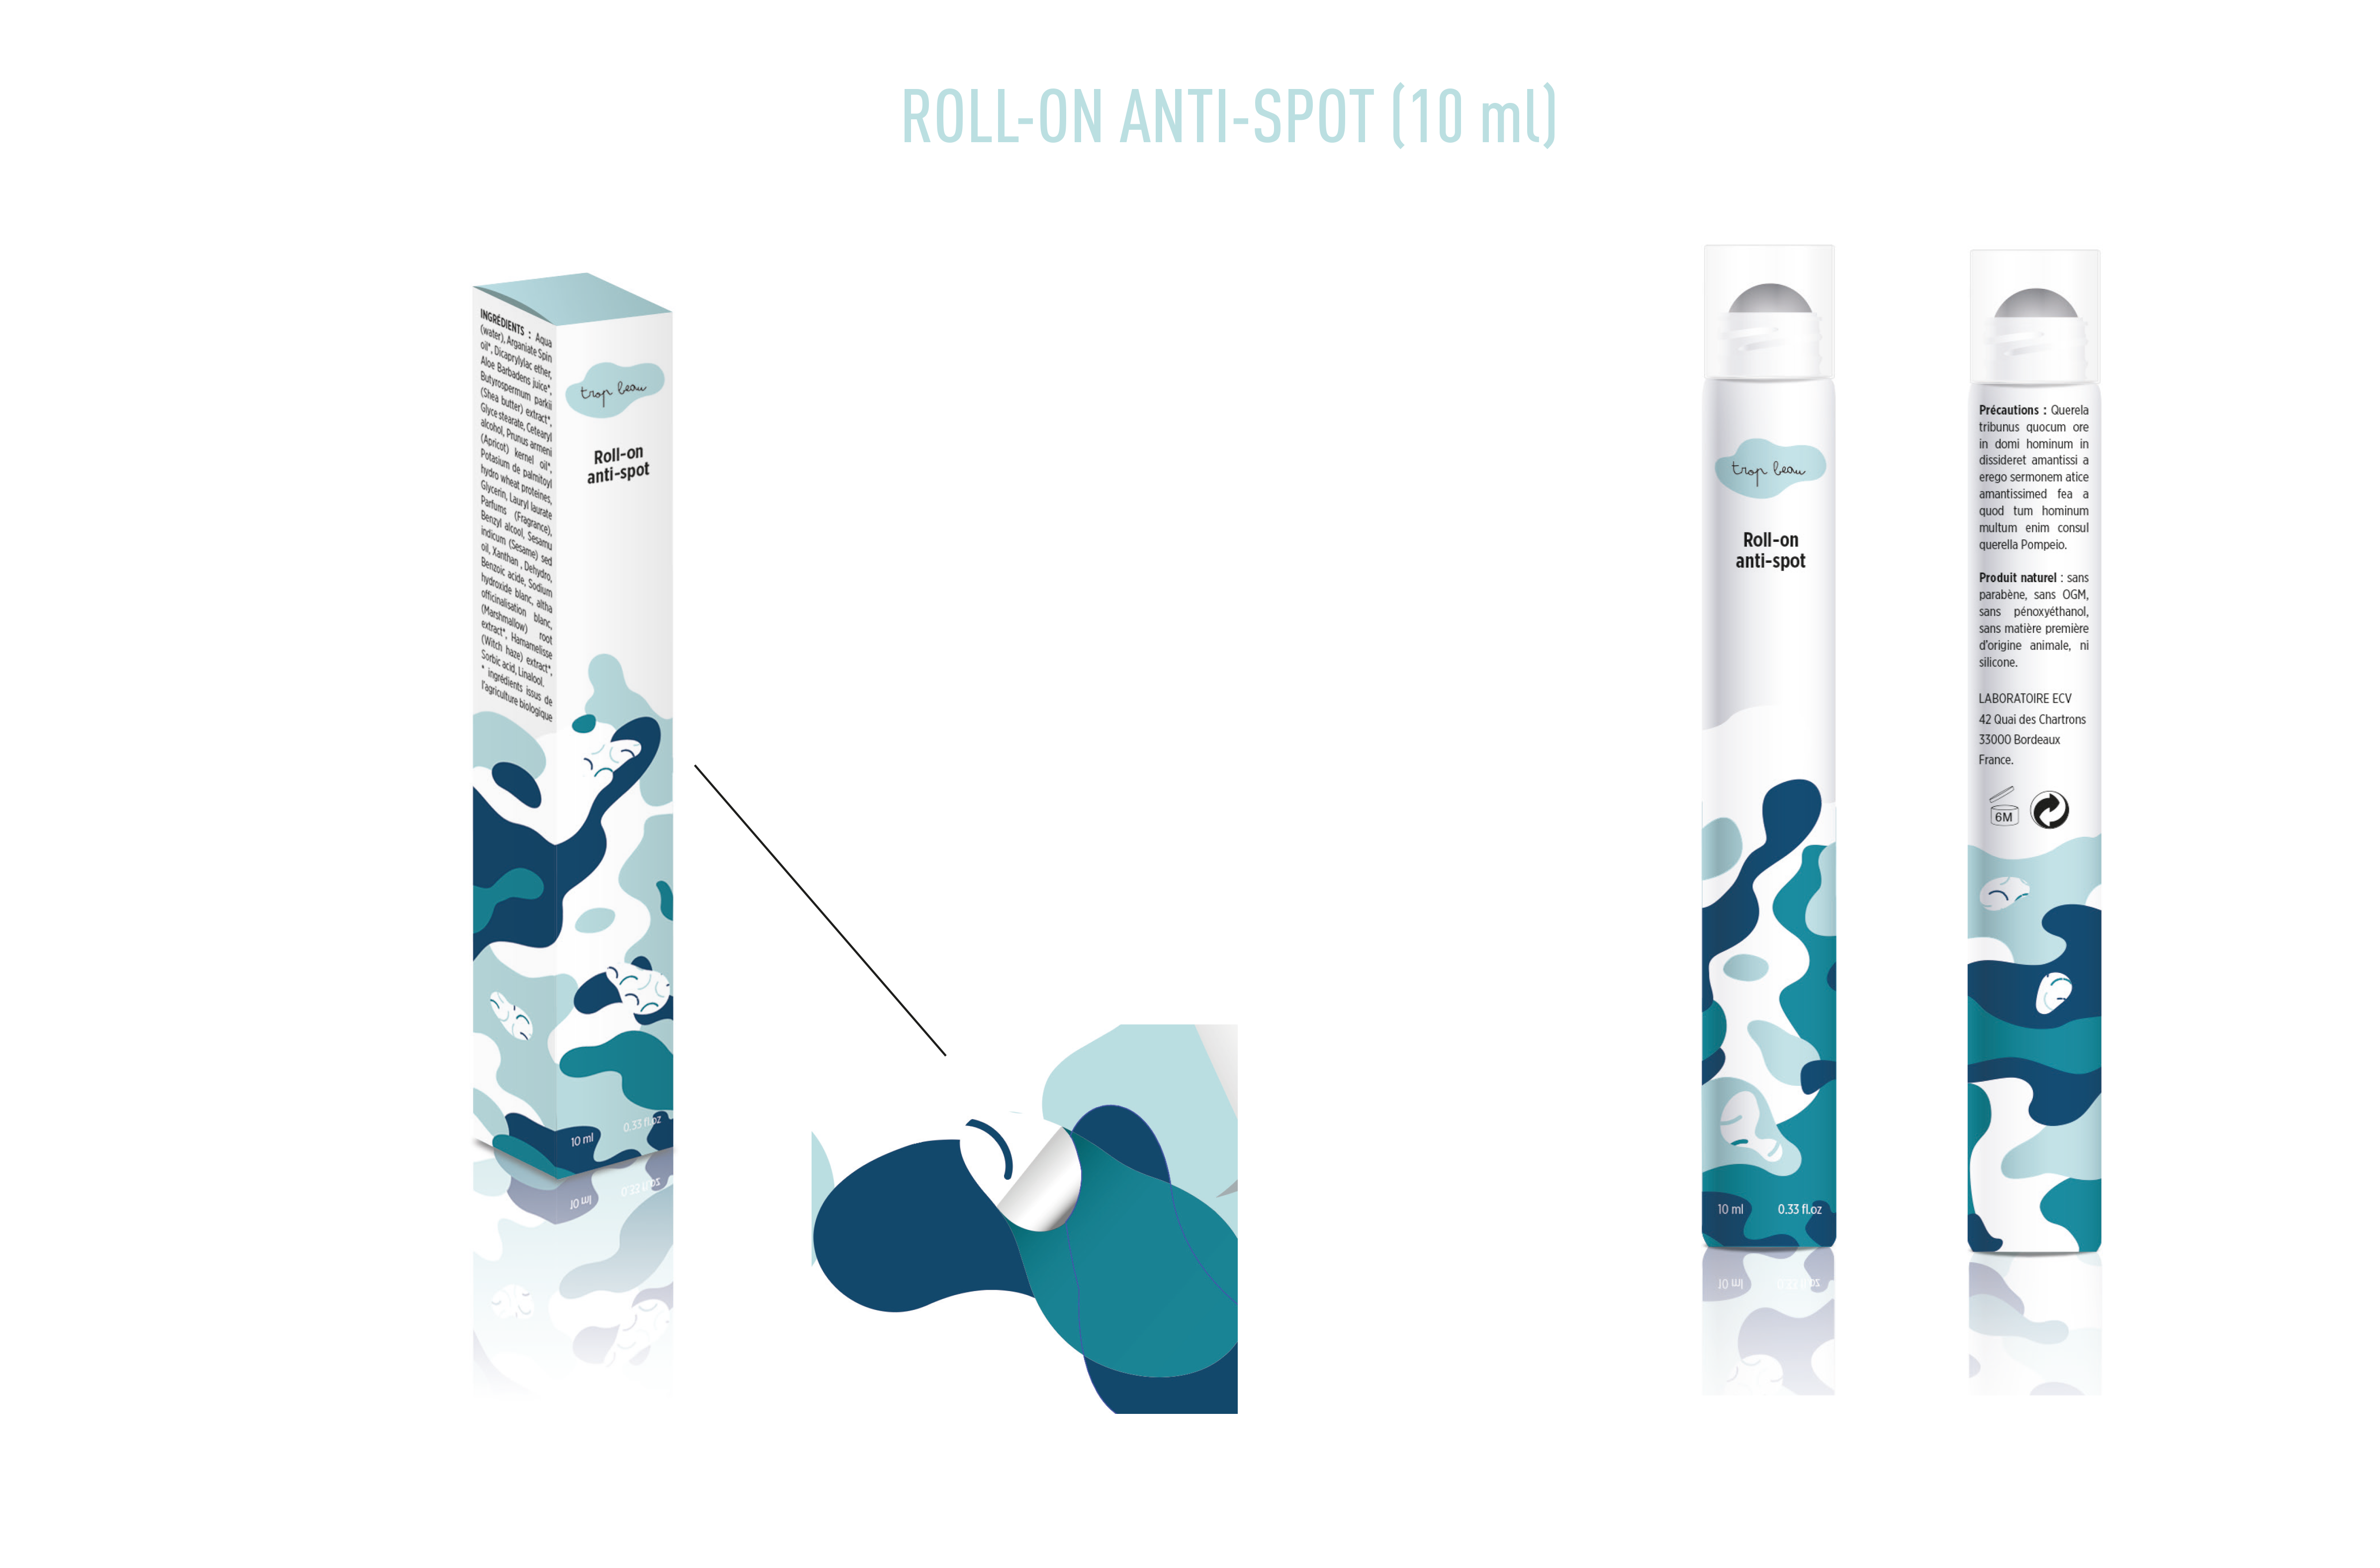 ROLL-ON ANTI-SPOT (10 ml)
INGRÉDIENTS : Aqua
(water), Arganiate Spin
oil*, Dicaprylylac ether,
Aloe Barbadens juice*,
Butyrospermum parkii
(Shea butter) extract*,
Glyce stearate, Cetearyl
alcohol, Prunus armeni
(Apricot) kernel oil*,
Potasium de palmitoyl
hydro wheat proteines,
Glycerin, Lauryl laurate
Parfums (Fragrance),
Benzyl alcool, Sesamu
indicum (Sesame) sed
oil, Xanthan , Dehydro,
Benzoic acide, Sodium
hydroxide blanc, altha
officinalisation blanc,
(Marshmallow) root
extract*, Hamamelisse
(Witch haze) extract*,
Sorbic acid, Linalool.
* ingrédients issus de
l'agriculture biologique
trop beau
Roll-on
anti-spot
10 ml 0.33 fl.oz
trop beau
Roll-on
anti-spot
10 ml 0.33 fl.oz
Précautions : Querela
tribunus quocum ore
in domi hominum in
dissideret amantissi a
erego sermonem atice
amantissimed fea a
quod tum hominum
multum enim consul
querella Pompeio.
Produit naturel : sans
parabène, sans OGM,
sans pénoxyéthanol,
sans matière première
d'origine animale, ni
silicone.
LABORATOIRE ECV
42 Quai des Chartrons
33000 Bordeaux
France.
6M